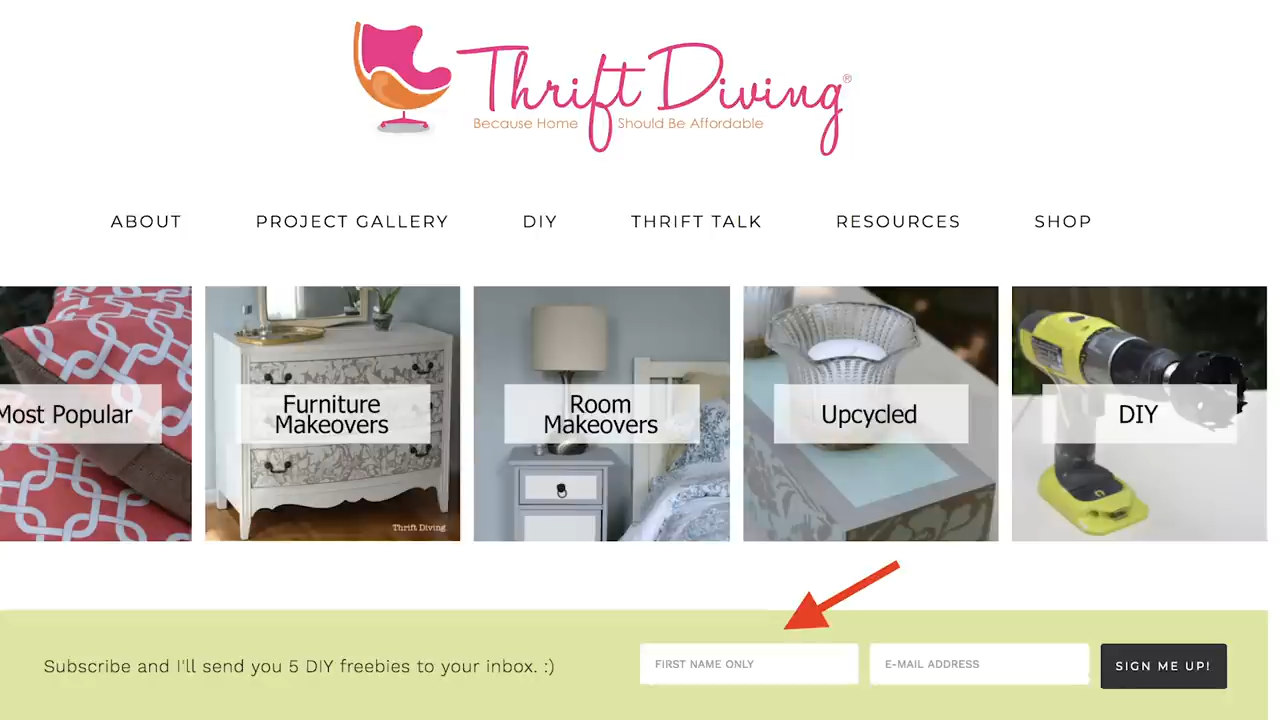 Thrift Diving®
Because Home Should Be Affordable
ABOUT PROJECT GALLERY DIY THRIFT TALK RESOURCES SHOP
Most Popular
Furniture
Makeovers
Thrift Diving
Room
Makeovers
Upcycled
DIY
Subscribe and I'll send you 5 DIY freebies to your inbox. :)
FIRST NAME ONLY
E-MAIL ADDRESS
SIGN ME UP!